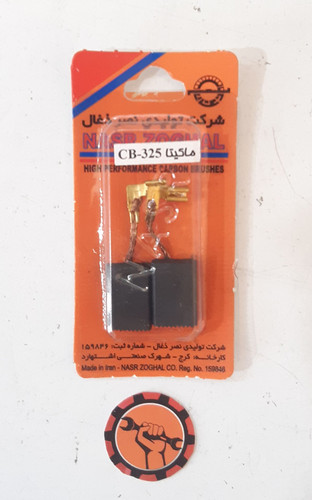 شرکت تولیدی نصر ذغال
NASR ZOGHAL
ماکیتا CB-325
HIGH PERFORMANCE CARBON BRUSHES
شرکت تولیدی نصر ذغال - شماره ثبت: ۱۵۹۸۴۶
کارخانه: کرج - شهرک صنعتی اشتهارد
Made in Iran - NASR ZOGHAL CO. Reg. No. 159846